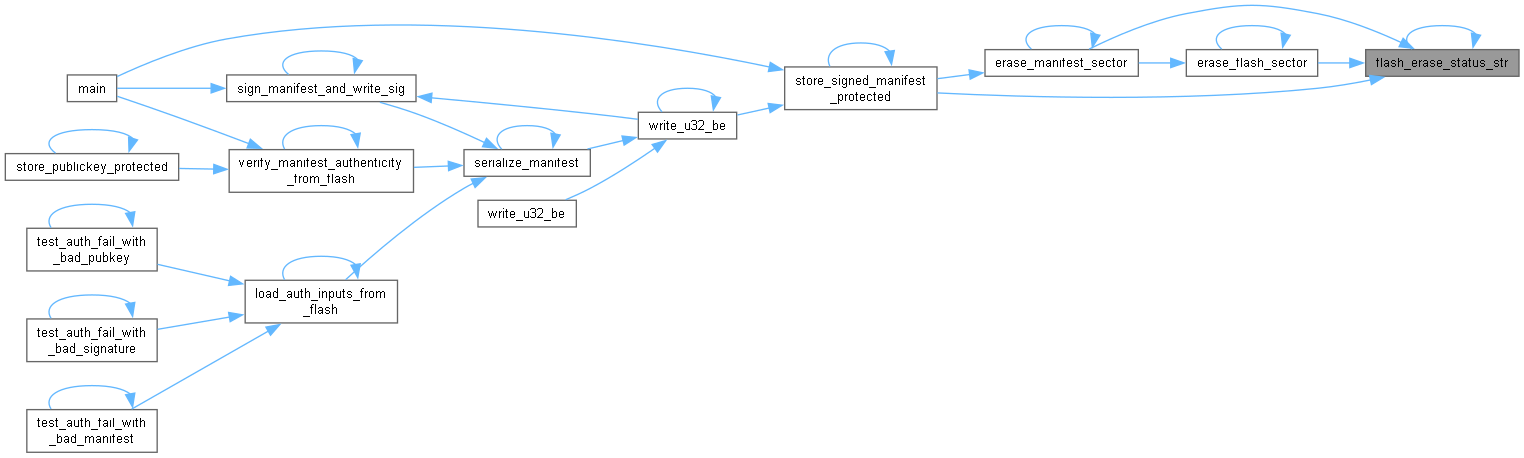 main
sign_manifest_and_write_sig
store_publickey_protected
verify_manifest_authenticity
_from_flash
test_auth_fail_with
_bad_pubkey
test_auth_fail_with
_bad_signature
test_auth_fail_with
_bad_manifest
load_auth_inputs_from
_flash
serialize_manifest
write_u32_be
write_u32_be
store_signed_manifest
_protected
erase_manifest_sector
erase_flash_sector
flash_erase_status_str